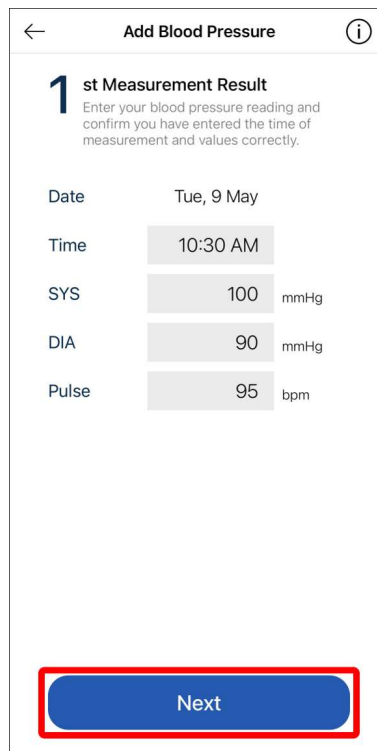 Add Blood Pressure
1 st Measurement Result
Enter your blood pressure reading and
confirm you have entered the time of
measurement and values correctly.
Date Tue, 9 May
Time 10:30 AM
SYS 100 mmHg
DIA 90 mmHg
Pulse 95 bpm
Next